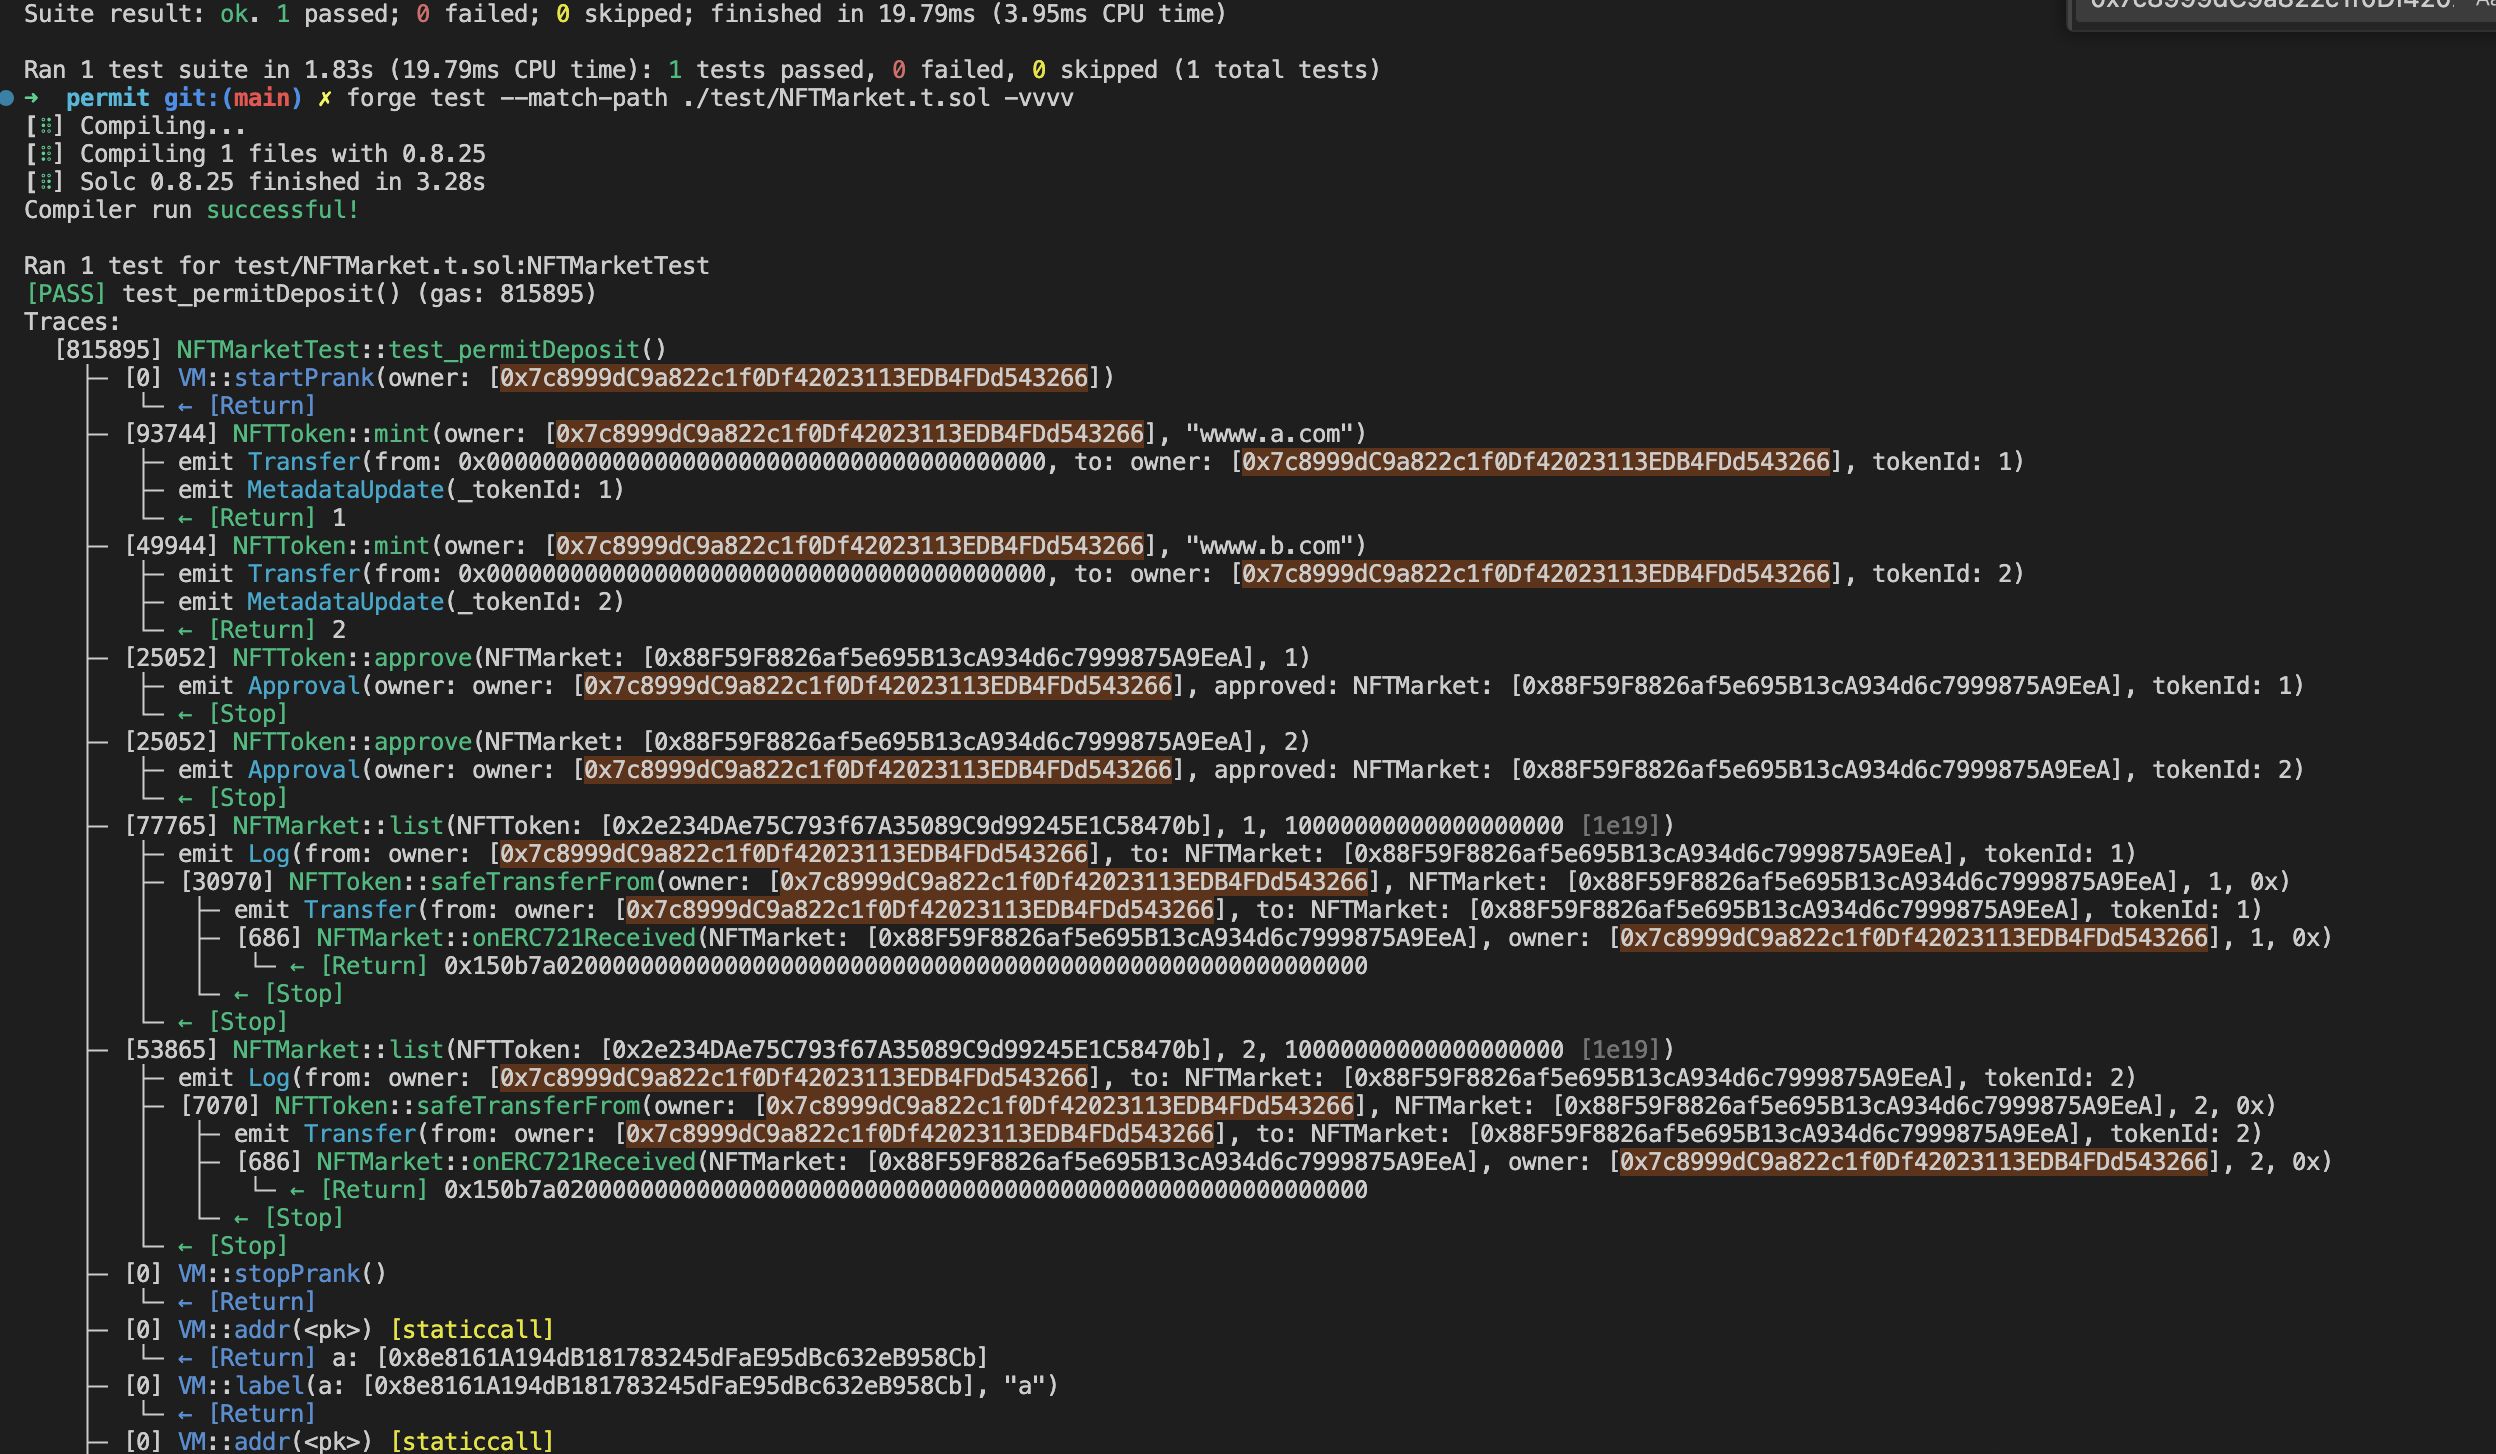 Suite result: ok. 1 passed; 0 failed; 0 skipped; finished in 19.79ms (3.95ms CPU time)
Ran 1 test suite in 1.83s (19.79ms CPU time): 1 tests passed, 0 failed, 0 skipped (1 total tests)
➜  permit git:(main) ✗ forge test --match-path ./test/NFTMarket.t.sol -vvvv
[⠿] Compiling...
[⠿] Compiling 1 files with 0.8.25
[⠿] Solc 0.8.25 finished in 3.28s
Compiler run successful!
Ran 1 test for test/NFTMarket.t.sol:NFTMarketTest
[PASS] test_permitDeposit() (gas: 815895)
Traces:
  [815895] NFTMarketTest::test_permitDeposit()
    ├─ [0] VM::startPrank(owner: [0x7c8999dC9a822c1f0Df42023113EDB4FDd543266])
    │   └─ ← [Return]
    ├─ [93744] NFTToken::mint(owner: [0x7c8999dC9a822c1f0Df42023113EDB4FDd543266], "wwww.a.com")
    │   ├─ emit Transfer(from: 0x0000000000000000000000000000000000000000, to: owner: [0x7c8999dC9a822c1f0Df42023113EDB4FDd543266], tokenId: 1)
    │   ├─ emit MetadataUpdate(_tokenId: 1)
    │   └─ ← [Return] 1
    ├─ [49944] NFTToken::mint(owner: [0x7c8999dC9a822c1f0Df42023113EDB4FDd543266], "wwww.b.com")
    │   ├─ emit Transfer(from: 0x0000000000000000000000000000000000000000, to: owner: [0x7c8999dC9a822c1f0Df42023113EDB4FDd543266], tokenId: 2)
    │   ├─ emit MetadataUpdate(_tokenId: 2)
    │   └─ ← [Return] 2
    ├─ [25052] NFTToken::approve(NFTMarket: [0x88F59F8826af5e695B13cA934d6c7999875A9EeA], 1)
    │   ├─ emit Approval(owner: owner: [0x7c8999dC9a822c1f0Df42023113EDB4FDd543266], approved: NFTMarket: [0x88F59F8826af5e695B13cA934d6c7999875A9EeA], tokenId: 1)
    │   └─ ← [Stop]
    ├─ [25052] NFTToken::approve(NFTMarket: [0x88F59F8826af5e695B13cA934d6c7999875A9EeA], 2)
    │   ├─ emit Approval(owner: owner: [0x7c8999dC9a822c1f0Df42023113EDB4FDd543266], approved: NFTMarket: [0x88F59F8826af5e695B13cA934d6c7999875A9EeA], tokenId: 2)
    │   └─ ← [Stop]
    ├─ [77765] NFTMarket::list(NFTToken: [0x2e234DAe75C793f67A35089C9d99245E1C58470b], 1, 10000000000000000000 [1e19])
    │   ├─ emit Log(from: owner: [0x7c8999dC9a822c1f0Df42023113EDB4FDd543266], to: NFTMarket: [0x88F59F8826af5e695B13cA934d6c7999875A9EeA], tokenId: 1)
    │   ├─ [30970] NFTToken::safeTransferFrom(owner: [0x7c8999dC9a822c1f0Df42023113EDB4FDd543266], NFTMarket: [0x88F59F8826af5e695B13cA934d6c7999875A9EeA], 1, 0x)
    │   │   ├─ emit Transfer(from: owner: [0x7c8999dC9a822c1f0Df42023113EDB4FDd543266], to: NFTMarket: [0x88F59F8826af5e695B13cA934d6c7999875A9EeA], tokenId: 1)
    │   │   ├─ [686] NFTMarket::onERC721Received(NFTMarket: [0x88F59F8826af5e695B13cA934d6c7999875A9EeA], owner: [0x7c8999dC9a822c1f0Df42023113EDB4FDd543266], 1, 0x)
    │   │   │   └─ ← [Return] 0x150b7a0200000000000000000000000000000000000000000000000000000000
    │   │   └─ ← [Stop]
    │   └─ ← [Stop]
    ├─ [53865] NFTMarket::list(NFTToken: [0x2e234DAe75C793f67A35089C9d99245E1C58470b], 2, 10000000000000000000 [1e19])
    │   ├─ emit Log(from: owner: [0x7c8999dC9a822c1f0Df42023113EDB4FDd543266], to: NFTMarket: [0x88F59F8826af5e695B13cA934d6c7999875A9EeA], tokenId: 2)
    │   ├─ [7070] NFTToken::safeTransferFrom(owner: [0x7c8999dC9a822c1f0Df42023113EDB4FDd543266], NFTMarket: [0x88F59F8826af5e695B13cA934d6c7999875A9EeA], 2, 0x)
    │   │   ├─ emit Transfer(from: owner: [0x7c8999dC9a822c1f0Df42023113EDB4FDd543266], to: NFTMarket: [0x88F59F8826af5e695B13cA934d6c7999875A9EeA], tokenId: 2)
    │   │   ├─ [686] NFTMarket::onERC721Received(NFTMarket: [0x88F59F8826af5e695B13cA934d6c7999875A9EeA], owner: [0x7c8999dC9a822c1f0Df42023113EDB4FDd543266], 2, 0x)
    │   │   │   └─ ← [Return] 0x150b7a0200000000000000000000000000000000000000000000000000000000
    │   │   └─ ← [Stop]
    │   └─ ← [Stop]
    ├─ [0] VM::stopPrank()
    │   └─ ← [Return]
    ├─ [0] VM::addr(<pk>) [staticcall]
    │   └─ ← [Return] a: [0x8e8161A194dB181783245dFaE95dBc632eB958Cb]
    ├─ [0] VM::label(a: [0x8e8161A194dB181783245dFaE95dBc632eB958Cb], "a")
    │   └─ ← [Return]
    ├─ [0] VM::addr(<pk>) [staticcall]